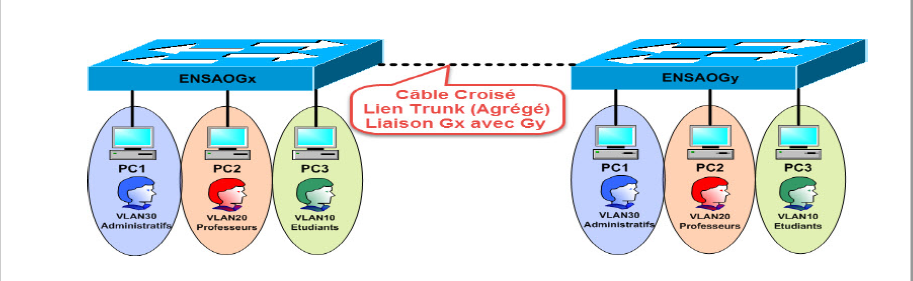 ENSAOGx
ENSAOGy
Câble Croisé
Lien Trunk (Agrégé)
Liaison Gx avec Gy
PC1
VLAN30
Administratifs
PC2
VLAN20
Professeurs
PC3
VLAN10
Etudiants
PC1
VLAN30
Administratifs
PC2
VLAN20
Professeurs
PC3
VLAN10
Etudiants